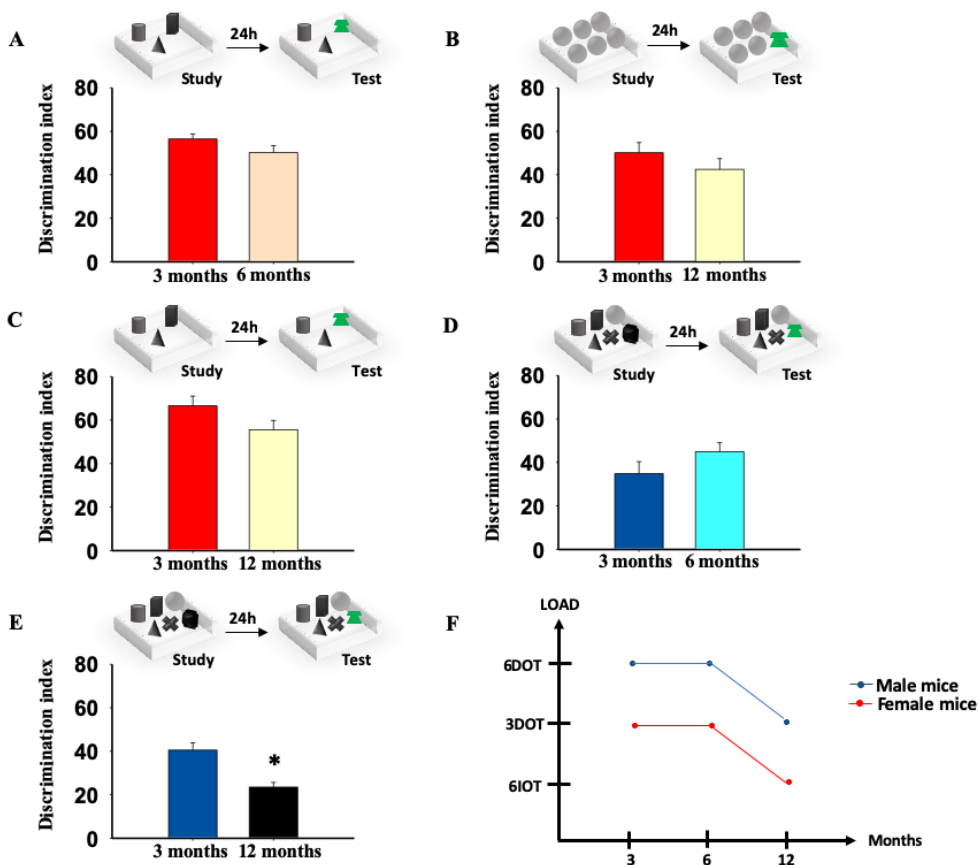 A
24h
Study Test
Discrimination index
80
60
40
20
0
3 months 6 months
B
24h
Study Test
Discrimination index
80
60
40
20
0
3 months 12 months
C
24h
Study Test
Discrimination index
80
60
40
20
0
3 months 12 months
D
24h
Study Test
Discrimination index
80
60
40
20
0
3 months 6 months
E
24h
Study Test
Discrimination index
80
60
40
20
0
*
3 months 12 months
F
LOAD
6DOT
3DOT
6IOT
3 6 12
Months
Male mice
Female mice